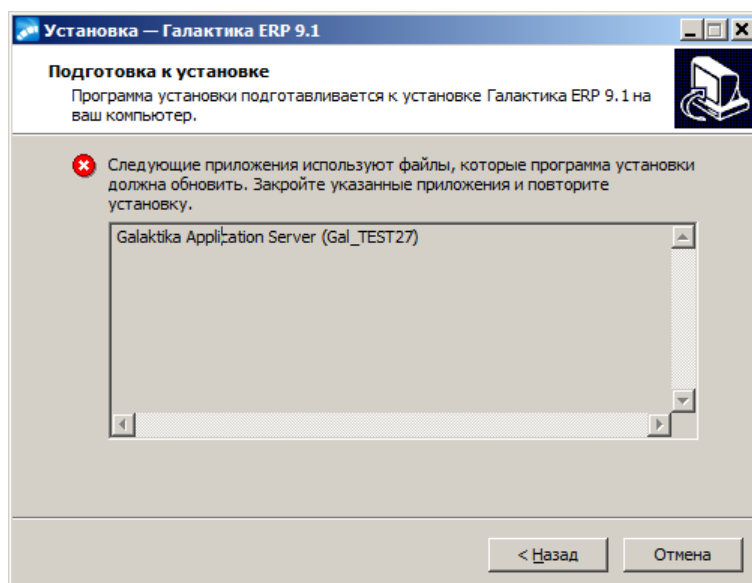 Установка — Галактика ERP 9.1
Подготовка к установке
Программа установки подготавливается к установке Галактика ERP 9.1 на
ваш компьютер.
Следующие приложения используют файлы, которые программа установки
должна обновить. Закройте указанные приложения и повторите
установку.
Galaktika Application Server (Gal_TEST27)
< Назад
Отмена